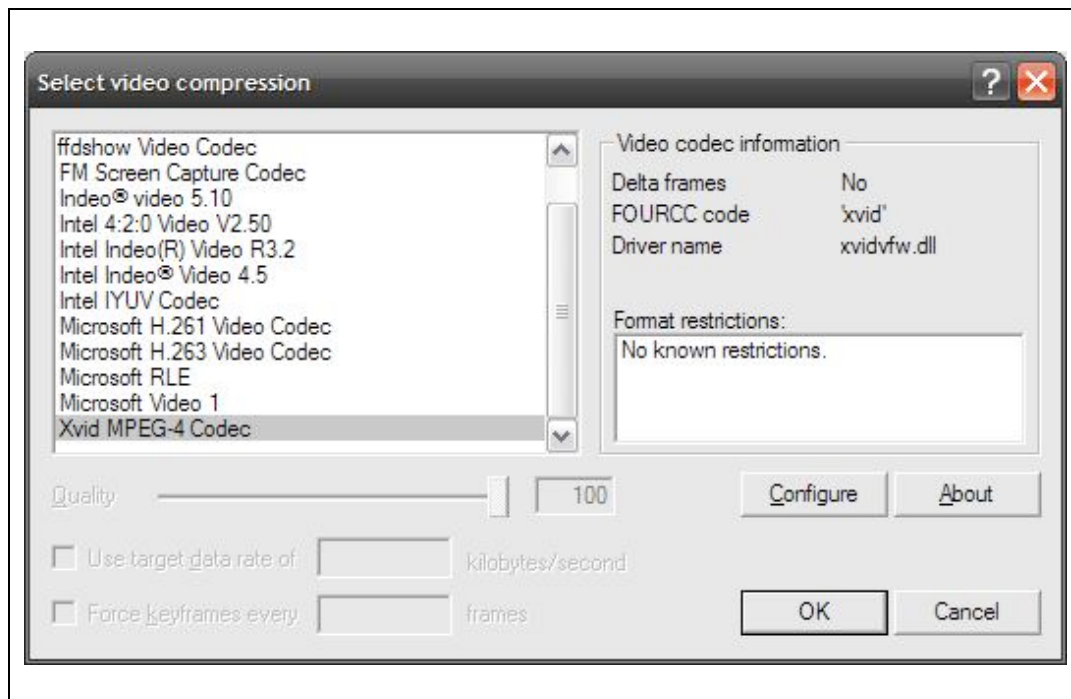 Select video compression
?
ffdshow Video Codec
FM Screen Capture Codec
Indeo® video 5.10
Intel 4:2:0 Video V2.50
Intel Indeo(R) Video R3.2
Intel Indeo® Video 4.5
Intel IYUV Codec
Microsoft H.261 Video Codec
Microsoft H.263 Video Codec
Microsoft RLE
Microsoft Video 1
Xvid MPEG-4 Codec
Video codec information
Delta frames No
FOURCC code 'xvid'
Driver name xvidvfw.dll
Format restrictions:
No known restrictions.
Quality 100
Configure About
Use target data rate of kilobytes/second
Force keyframes every frames
OK Cancel